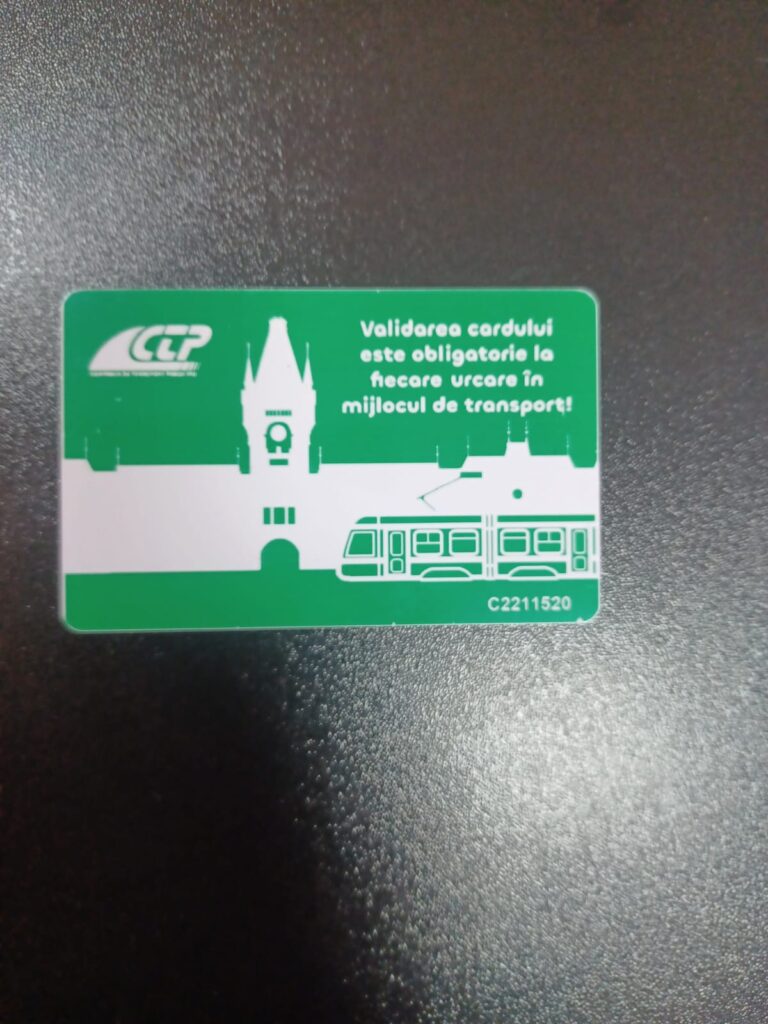 CTP
Validarea cardului
este obligatorie la
fiecare urcare în
mijlocul de transport!
C2211520